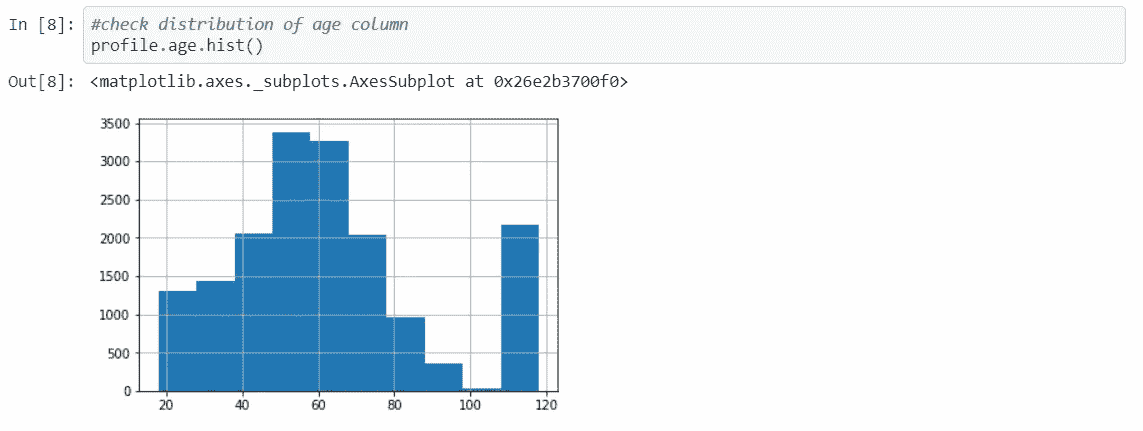 In [8]: #check distribution of age column
profile.age.hist()
Out[8]: <matplotlib.axes._subplots.AxesSubplot at 0x26e2b3700f0>
3500
3000
2500
2000
1500
1000
500
0
20 40 60 80 100 120